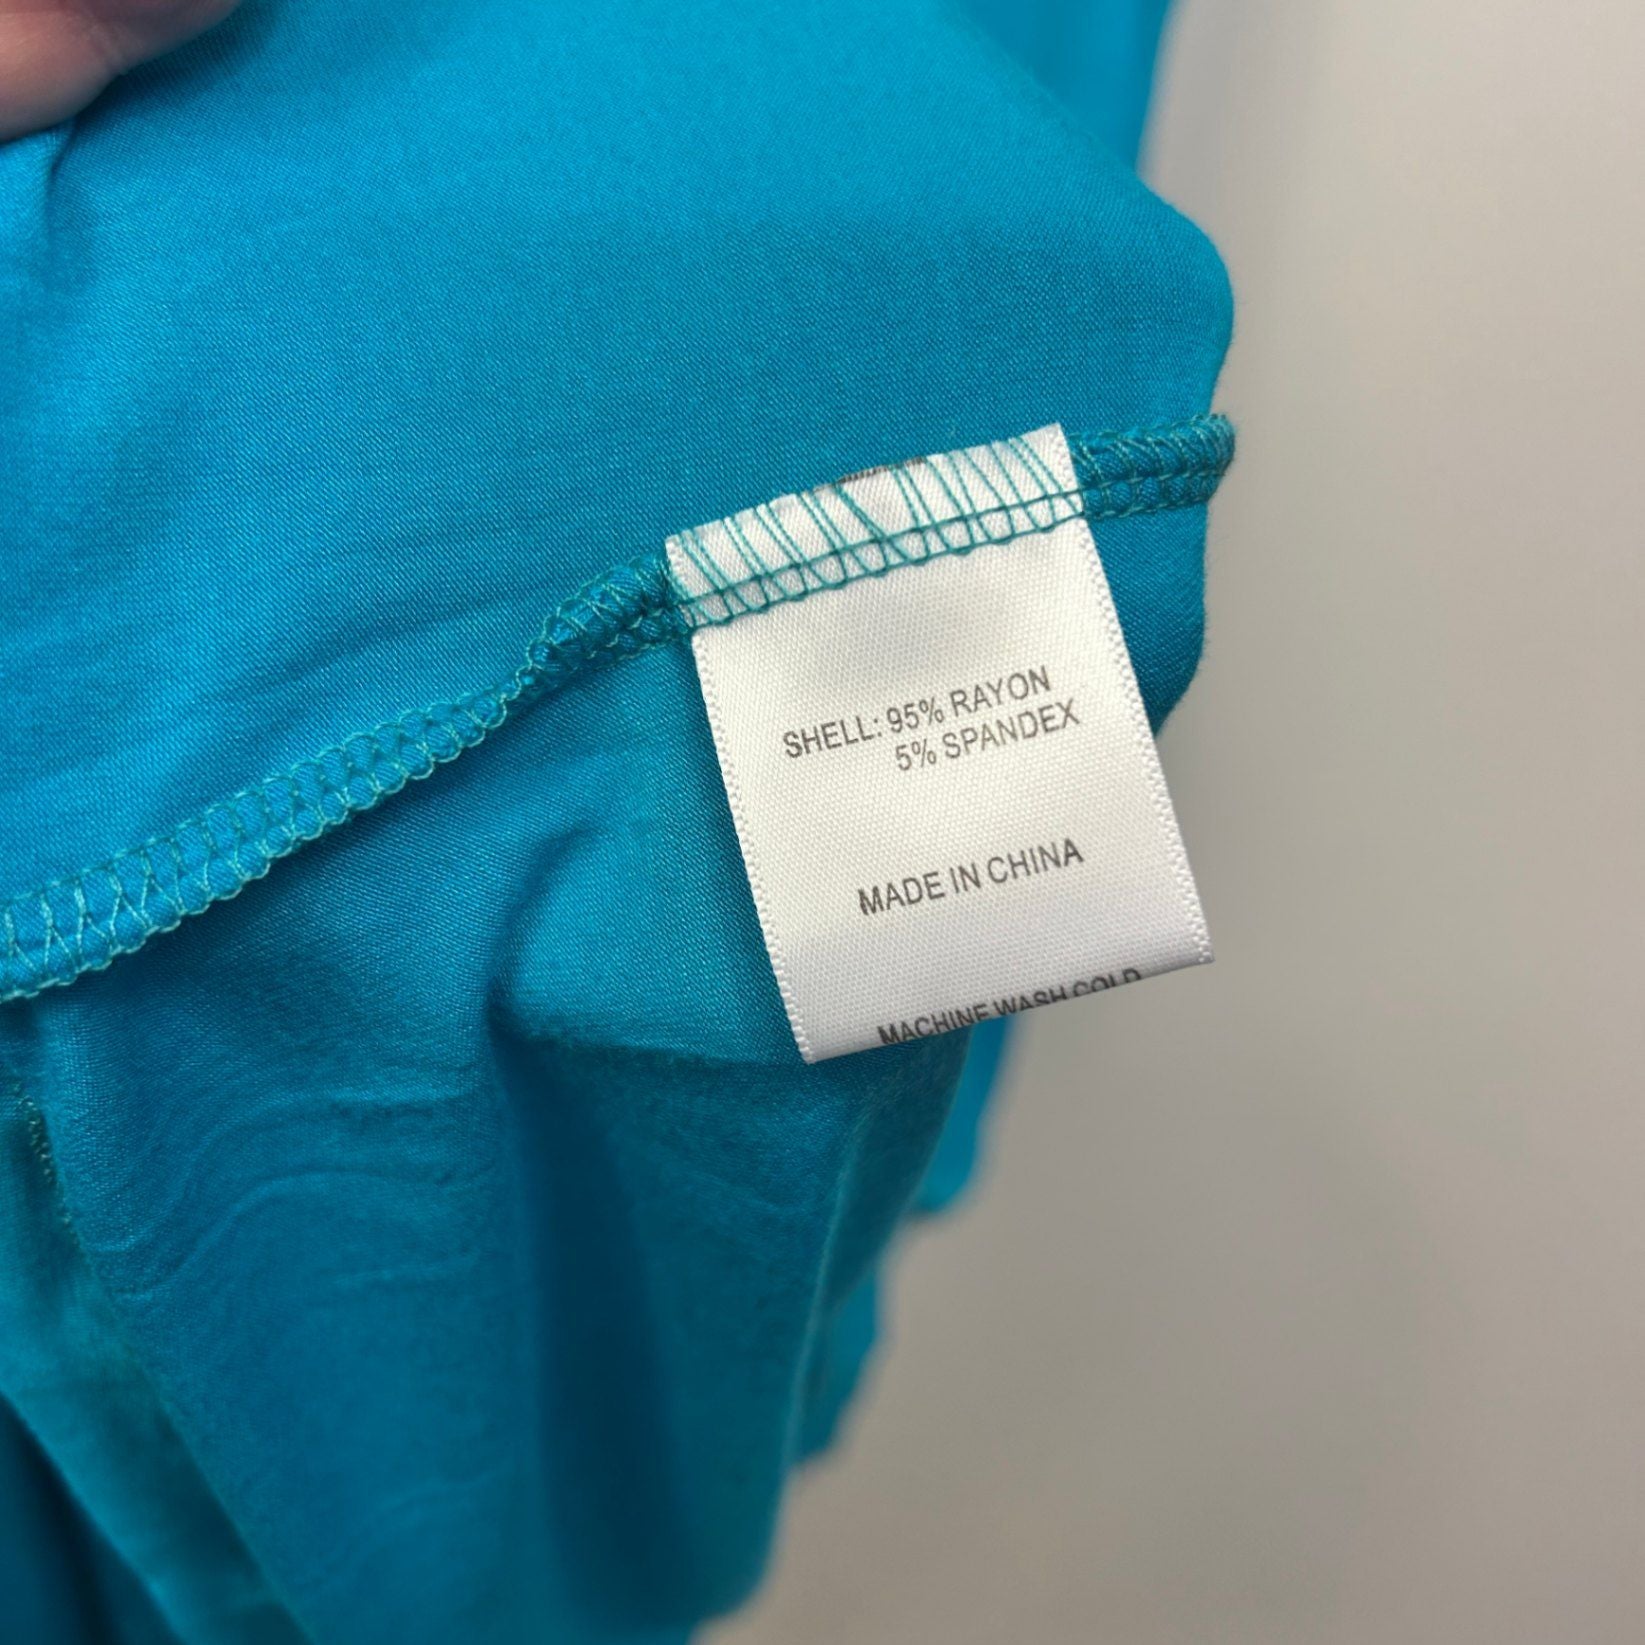 SHELL: 95% RAYON
5% SPANDEX
MADE IN CHINA
MACHINE WASH COLD